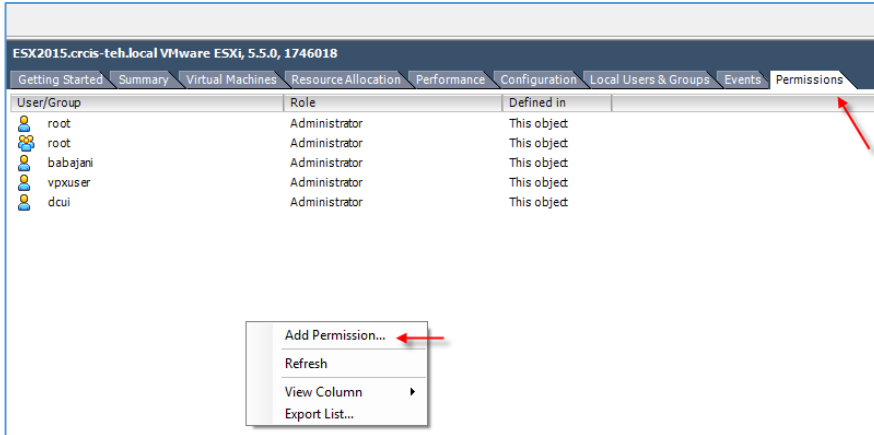 ESX2015.crcis-teh.local VMware ESXi, 5.5.0, 1746018
Getting Started Summary Virtual Machines Resource Allocation Performance Configuration Local Users & Groups Events Permissions
User/Group Role Defined in
root Administrator This object
root Administrator This object
babajani Administrator This object
vpxuser Administrator This object
dcui Administrator This object
Add Permission...
Refresh
View Column
Export List...